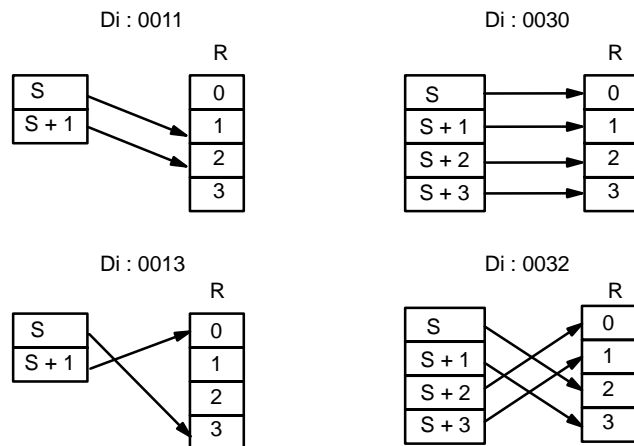 Di : 0011
R
S
S + 1
0
1
2
3
Di : 0030
R
S
S + 1
S + 2
S + 3
0
1
2
3
Di : 0013
R
S
S + 1
0
1
2
3
Di : 0032
R
S
S + 1
S + 2
S + 3
0
1
2
3